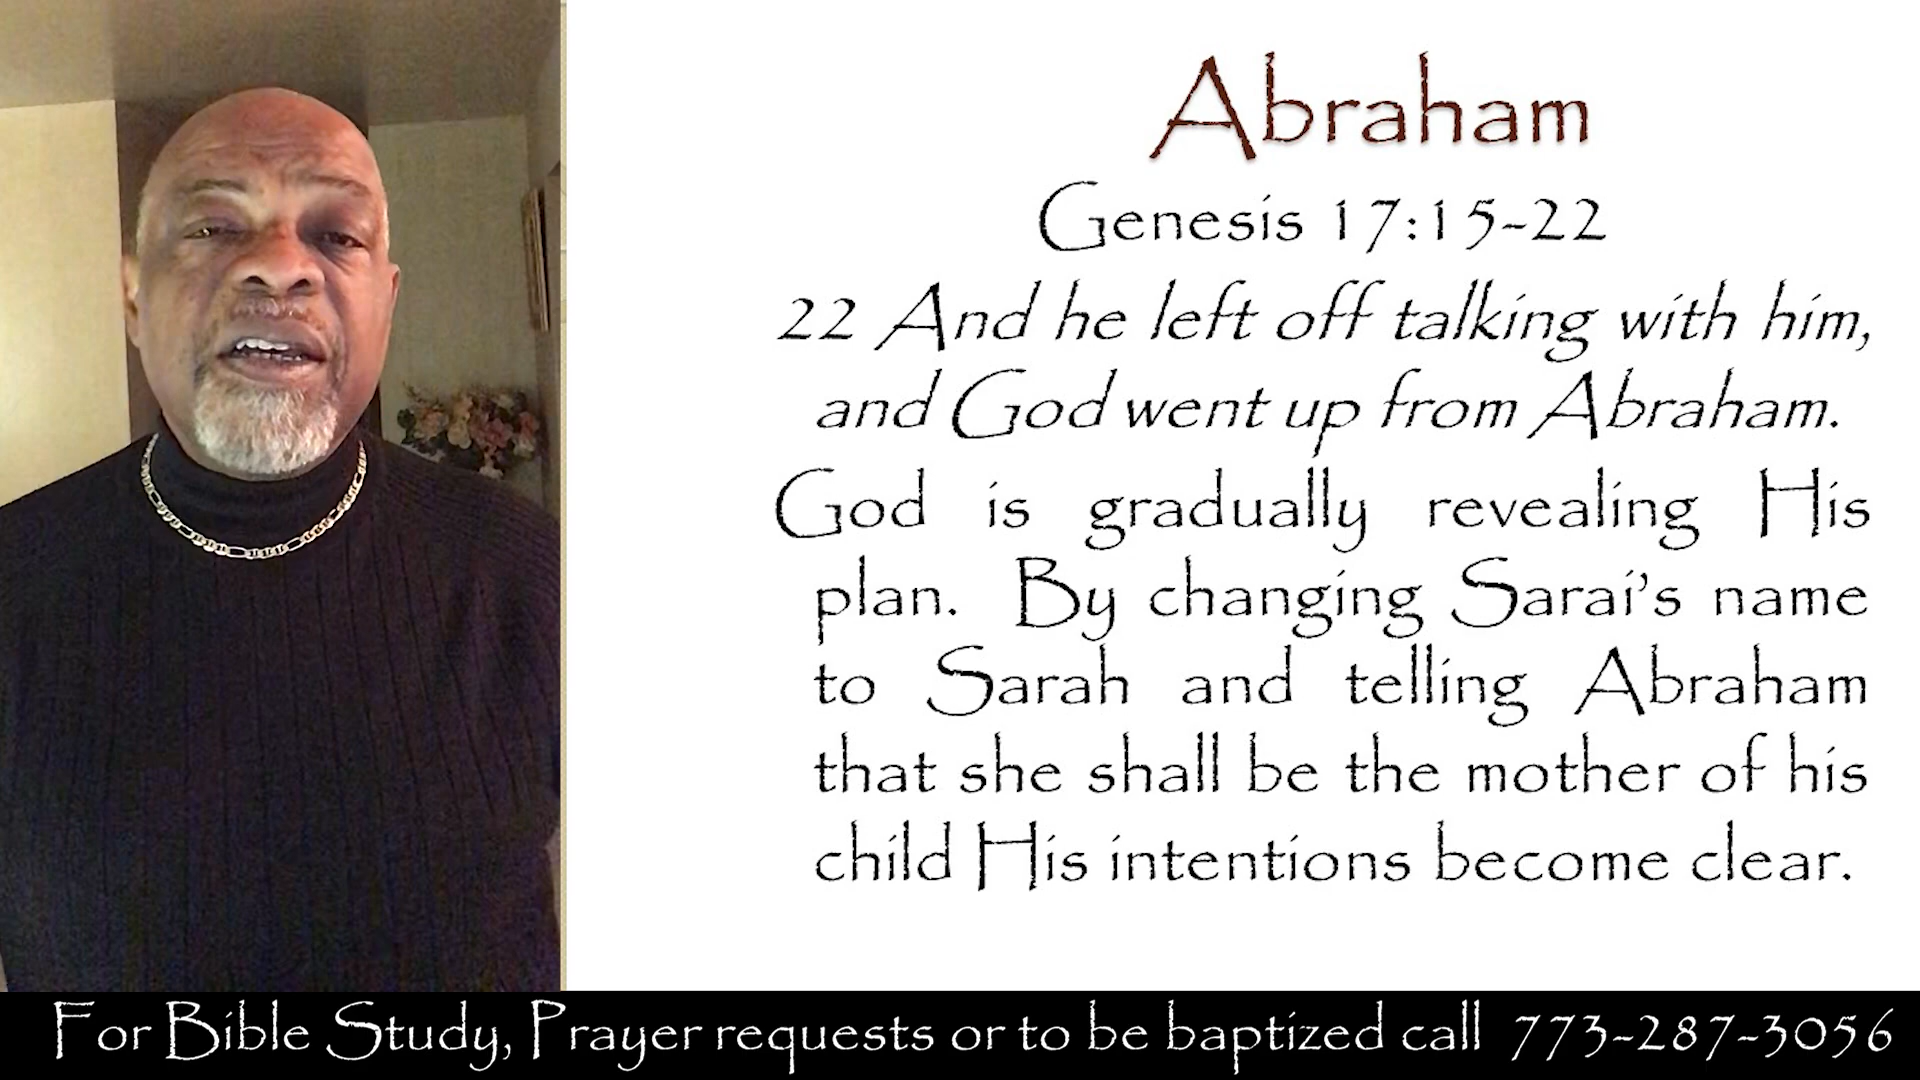 Abraham
Genesis 17:15-22
22 And he left off talking with him,
and God went up from Abraham.
God is gradually revealing His
plan. By changing Sarai’s name
to Sarah and telling Abraham
that she shall be the mother of his
child His intentions become clear.
For Bible Study, Prayer requests or to be baptized call 773-287-3056